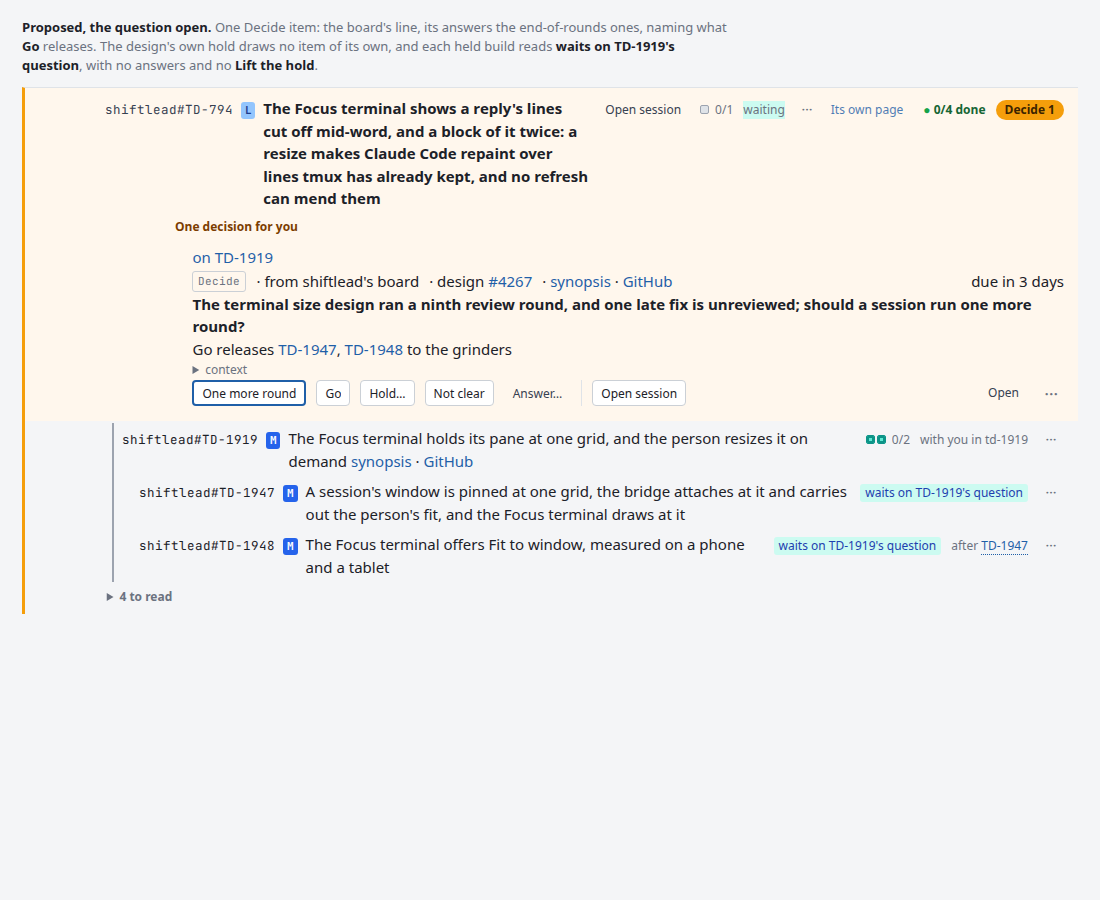 Proposed, the question open. One Decide item: the board's line, its answers the end-of-rounds ones, naming what
Go releases. The design's own hold draws no item of its own, and each held build reads waits on TD-1919's
question, with no answers and no Lift the hold.
shiftlead#TD-794 L The Focus terminal shows a reply's lines Open session 0/1 waiting ··· Its own page ● 0/4 done Decide 1
cut off mid-word, and a block of it twice: a
resize makes Claude Code repaint over
lines tmux has already kept, and no refresh
can mend them
One decision for you
on TD-1919
Decide · from shiftlead's board · design #4267 · synopsis · GitHub due in 3 days
The terminal size design ran a ninth review round, and one late fix is unreviewed; should a session run one more
round?
Go releases TD-1947, TD-1948 to the grinders
▶ context
One more round Go Hold... Not clear Answer... Open session Open ···
shiftlead#TD-1919 M The Focus terminal holds its pane at one grid, and the person resizes it on 0/2 with you in td-1919 ···
demand synopsis · GitHub
shiftlead#TD-1947 M A session's window is pinned at one grid, the bridge attaches at it and carries waits on TD-1919's question ···
out the person's fit, and the Focus terminal draws at it
shiftlead#TD-1948 M The Focus terminal offers Fit to window, measured on a phone waits on TD-1919's question after TD-1947 ···
and a tablet
▶ 4 to read